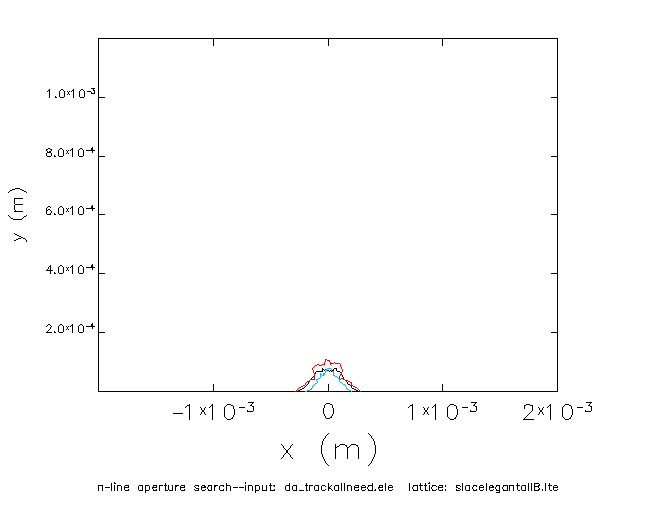 1.0×10⁻³
8.0×10⁻⁴
6.0×10⁻⁴
4.0×10⁻⁴
2.0×10⁻⁴
y (m)
−1×10⁻³ 0 1×10⁻³ 2×10⁻³
x (m)
n-line aperture search--input: da_trackallneed.ele lattice: slacelegantallB.lte